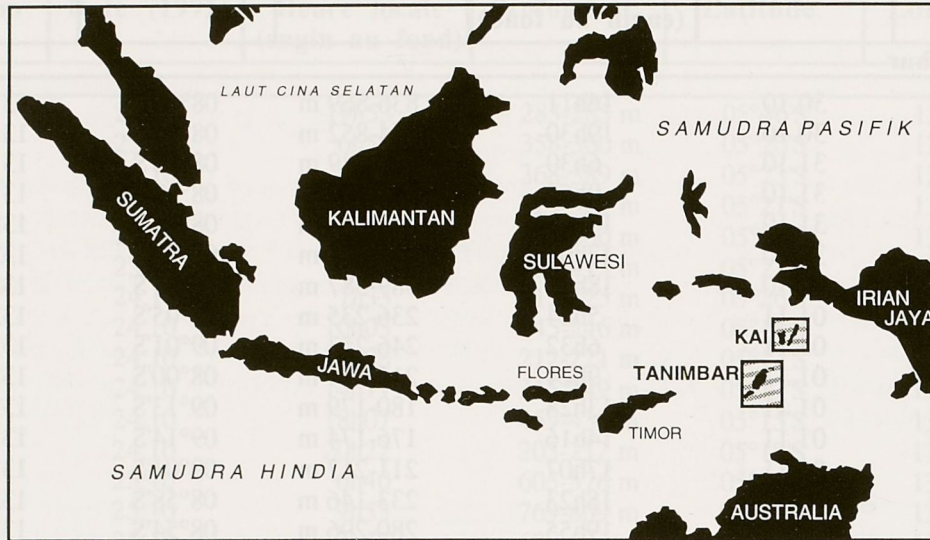 LAUT CINA SELATAN
SAMUDRA PASIFIK
SUMATRA
KALIMANTAN
SULAWESI
IRIAN
JAYA
KAI
JAWA
FLORES
TANIMBAR
TIMOR
SAMUDRA HINDIA
AUSTRALIA